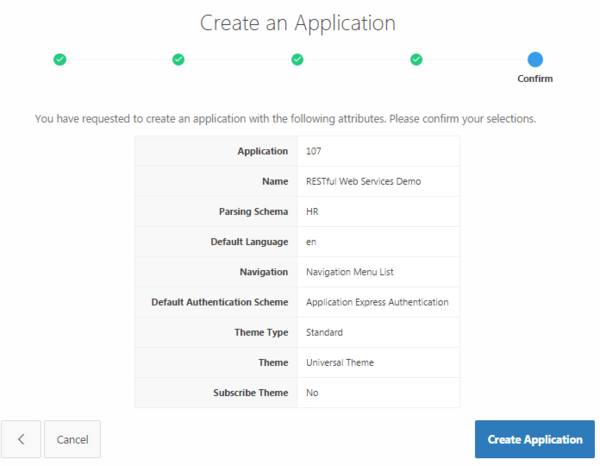 Create an Application
Confirm
You have requested to create an application with the following attributes. Please confirm your selections.
Application 107
Name RESTful Web Services Demo
Parsing Schema HR
Default Language en
Navigation Navigation Menu List
Default Authentication Scheme Application Express Authentication
Theme Type Standard
Theme Universal Theme
Subscribe Theme No
Cancel
Create Application